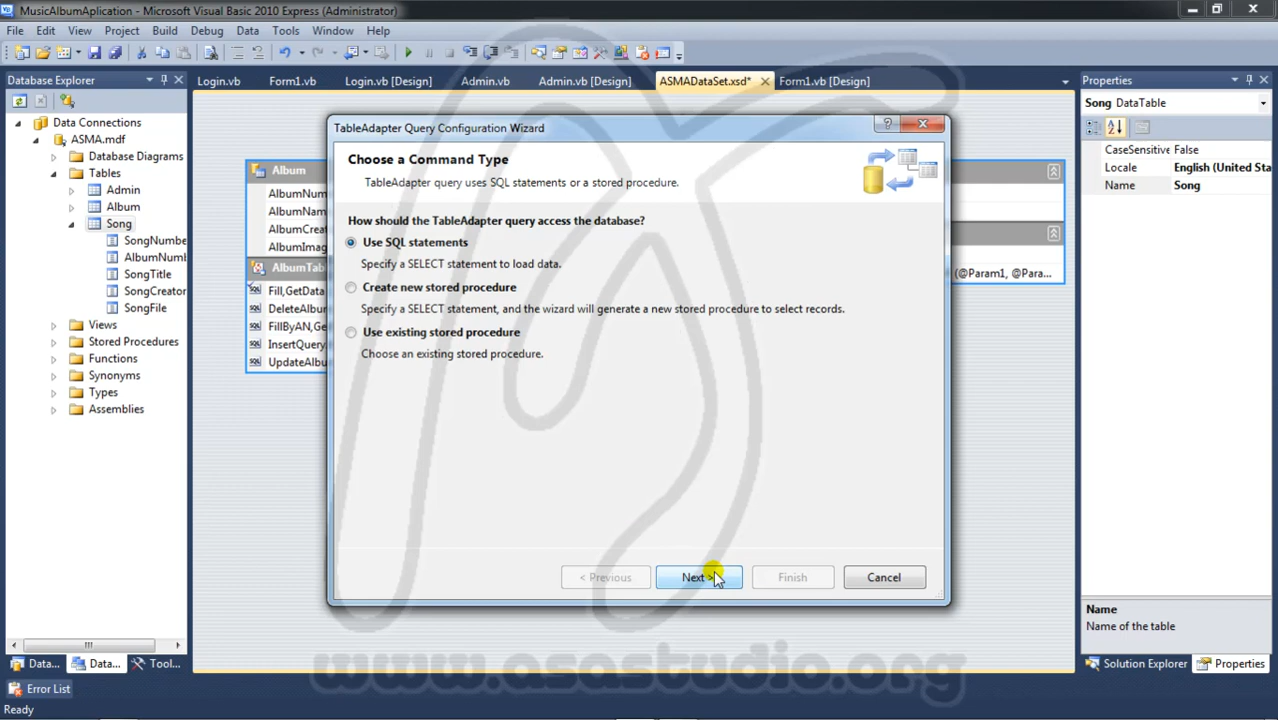 MusicAlbumAplication - Microsoft Visual Basic 2010 Express (Administrator)
File Edit View Project Build Debug Data Tools Window Help
Database Explorer
Login.vb Form1.vb Login.vb [Design] Admin.vb Admin.vb [Design] ASMADataSet.xsd* Form1.vb [Design]
Properties
Data Connections
ASMA.mdf
Database Diagrams
Tables
Admin
Album
Song
SongNumbe
AlbumNumb
SongTitle
SongCreator
SongFile
Views
Stored Procedures
Functions
Synonyms
Types
Assemblies
Album
AlbumNum
AlbumNam
AlbumCrea
AlbumImag
AlbumTab
Fill,GetData
DeleteAlbum
FillByAN,Ge
InsertQuery,
UpdateAlbu
(@Param1, @Para...
TableAdapter Query Configuration Wizard
Choose a Command Type
TableAdapter query uses SQL statements or a stored procedure.
How should the TableAdapter query access the database?
Use SQL statements
Specify a SELECT statement to load data.
Create new stored procedure
Specify a SELECT statement, and the wizard will generate a new stored procedure to select records.
Use existing stored procedure
Choose an existing stored procedure.
< Previous Next > Finish Cancel
Song DataTable
CaseSensitive False
Locale English (United Sta
Name Song
Name
Name of the table
Data... Data... Tool...
Solution Explorer Properties
www.asastudio.org
Error List
Ready